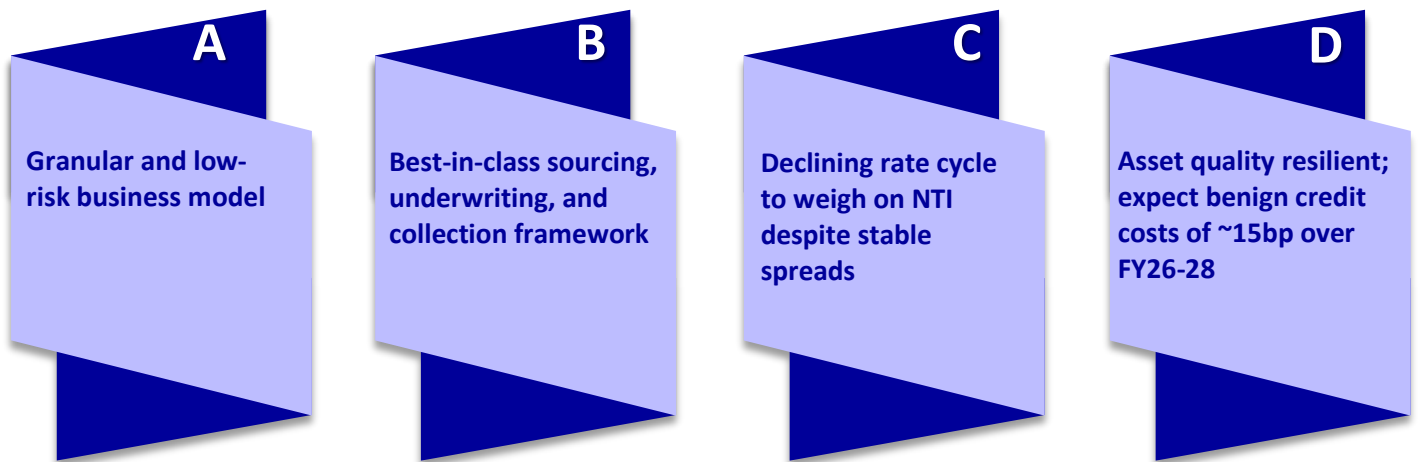 A
Granular and low-
risk business model
B
Best-in-class sourcing,
underwriting, and
collection framework
C
Declining rate cycle
to weigh on NTI
despite stable
spreads
D
Asset quality resilient;
expect benign credit
costs of ~15bp over
FY26-28